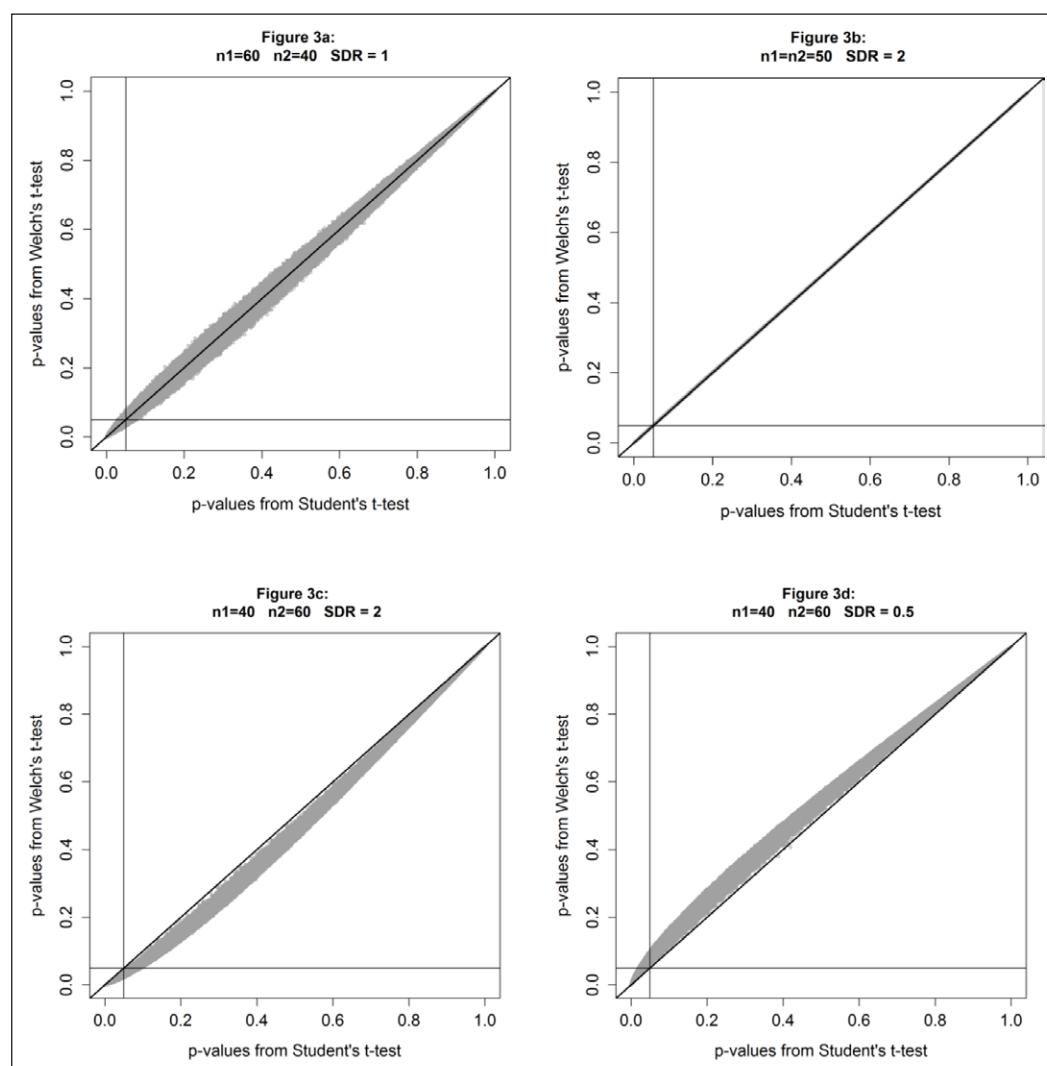 Figure 3a:
n1=60 n2=40 SDR = 1
p-values from Welch's t-test
1.0
0.8
0.6
0.4
0.2
0.0
0.0 0.2 0.4 0.6 0.8 1.0
p-values from Student's t-test
Figure 3b:
n1=n2=50 SDR = 2
p-values from Welch's t-test
1.0
0.8
0.6
0.4
0.2
0.0
0.0 0.2 0.4 0.6 0.8 1.0
p-values from Student's t-test
Figure 3c:
n1=40 n2=60 SDR = 2
p-values from Welch's t-test
1.0
0.8
0.6
0.4
0.2
0.0
0.0 0.2 0.4 0.6 0.8 1.0
p-values from Student's t-test
Figure 3d:
n1=40 n2=60 SDR = 0.5
p-values from Welch's t-test
1.0
0.8
0.6
0.4
0.2
0.0
0.0 0.2 0.4 0.6 0.8 1.0
p-values from Student's t-test